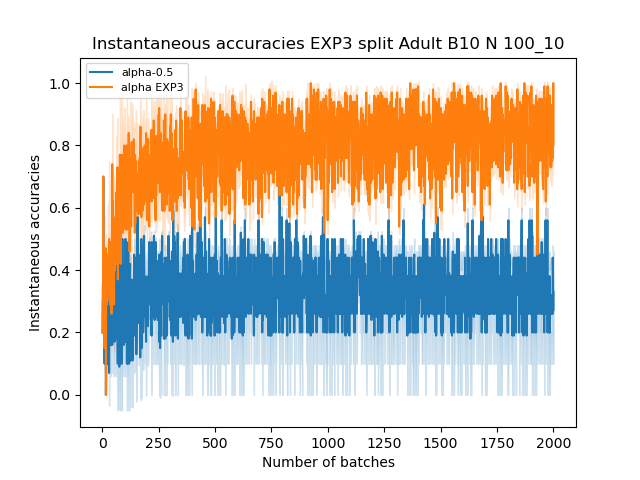 Instantaneous accuracies EXP3 split Adult B10 N 100_10
alpha-0.5
alpha EXP3
1.0
0.8
0.6
0.4
0.2
0.0
Instantaneous accuracies
0 250 500 750 1000 1250 1500 1750 2000
Number of batches